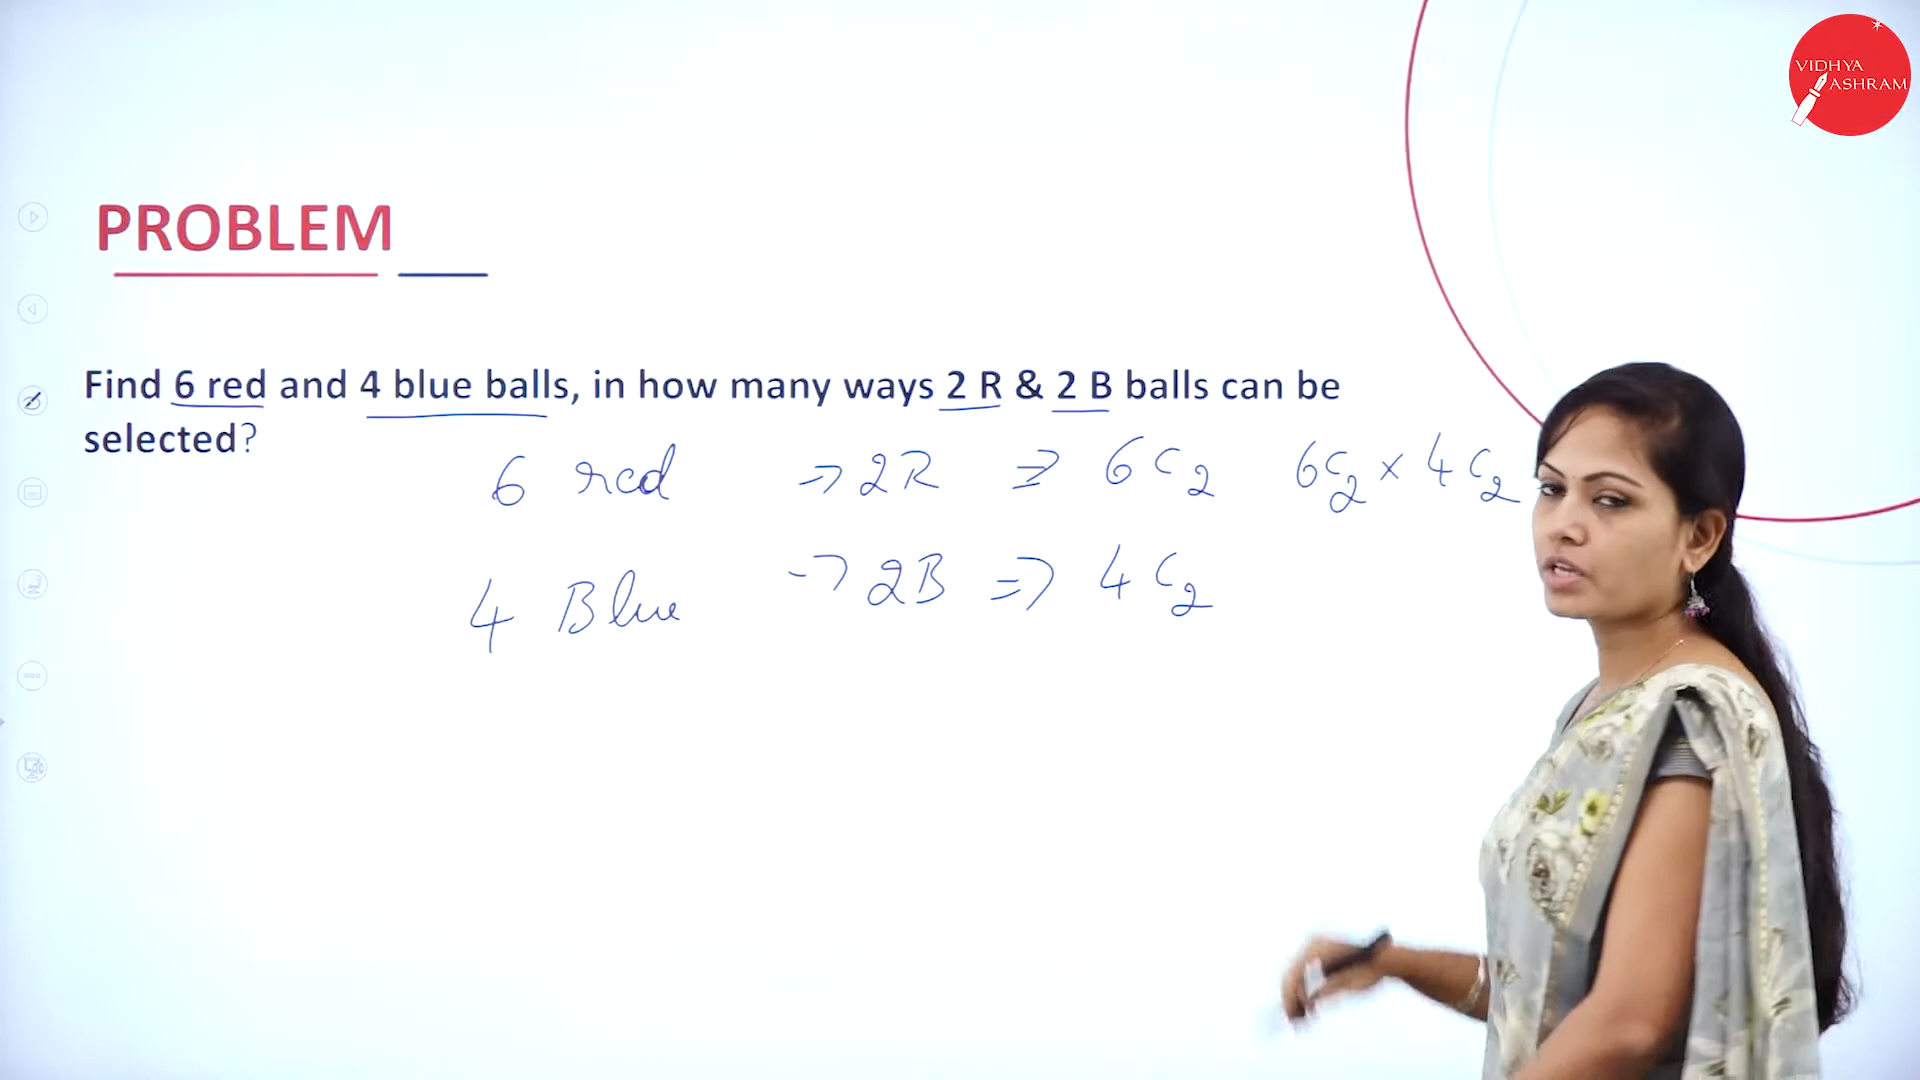 VIDHYA
ASHRAM
PROBLEM
Find 6 red and 4 blue balls, in how many ways 2 R & 2 B balls can be
selected?
6 red ⇒ 2R ⇒ 6C2 6C2 × 4C2
4 Blue → 2B ⇒ 4C2